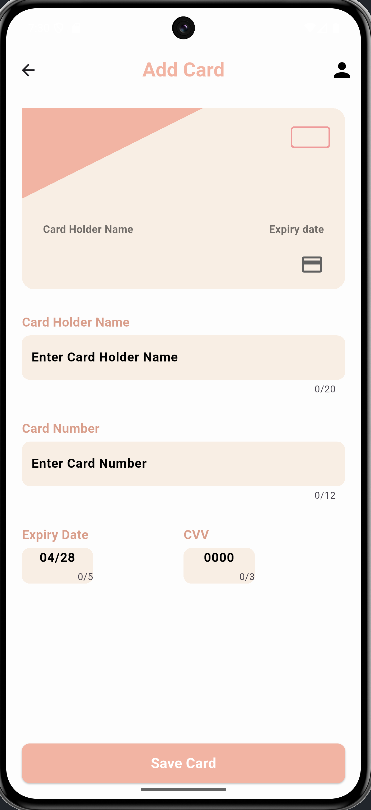 Add Card
Card Holder Name
Expiry date
Card Holder Name
Enter Card Holder Name
0/20
Card Number
Enter Card Number
0/12
Expiry Date
CVV
04/28
0000
0/5
0/3
Save Card